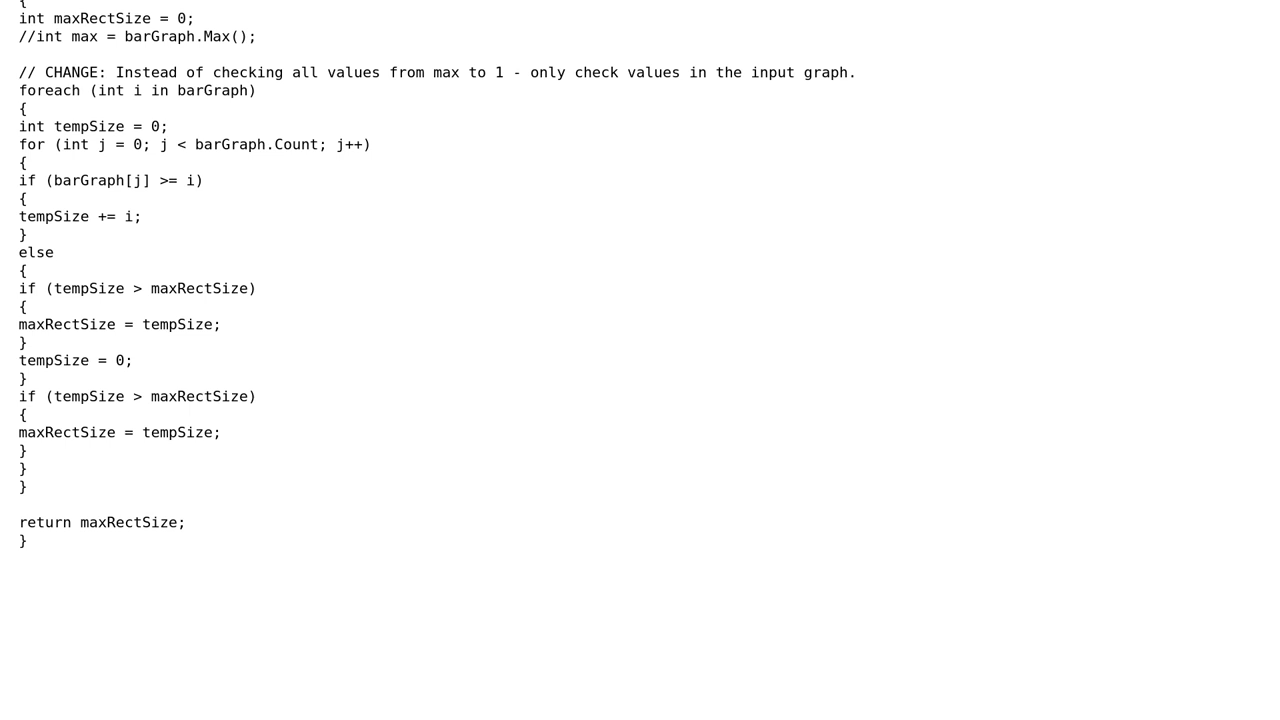 {
int maxRectSize = 0;
//int max = barGraph.Max();

// CHANGE: Instead of checking all values from max to 1 - only check values in the input graph.
foreach (int i in barGraph)
{
int tempSize = 0;
for (int j = 0; j < barGraph.Count; j++)
{
if (barGraph[j] >= i)
{
tempSize += i;
}
else
{
if (tempSize > maxRectSize)
{
maxRectSize = tempSize;
}
tempSize = 0;
}
if (tempSize > maxRectSize)
{
maxRectSize = tempSize;
}
}
}

return maxRectSize;
}